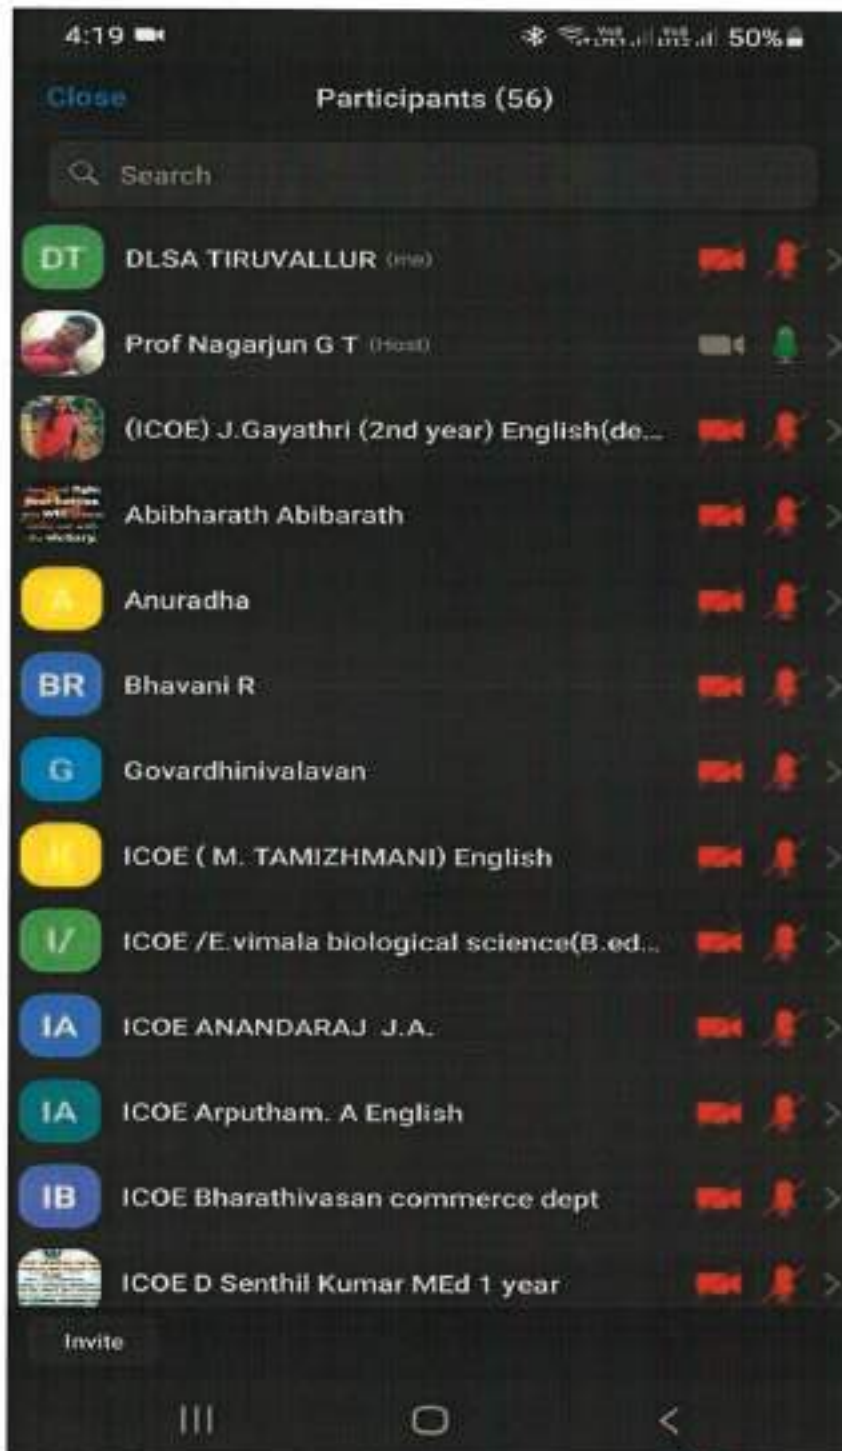 4:19
50%
Close Participants (56)
Search
DT DLSA TIRUVALLUR (me)
Prof Nagarjun G T (Host)
(ICOE) J.Gayathri (2nd year) English(de...
Abibharath Abibarath
victory.
A Anuradha
BR Bhavani R
G Govardhinivalavan
ICOE ( M. TAMIZHMANI) English
I/ ICOE /E.vimala biological science(B.ed...
IA ICOE ANANDARAJ J.A.
IA ICOE Arputham. A English
IB ICOE Bharathivasan commerce dept
ICOE D Senthil Kumar MEd 1 year
Invite